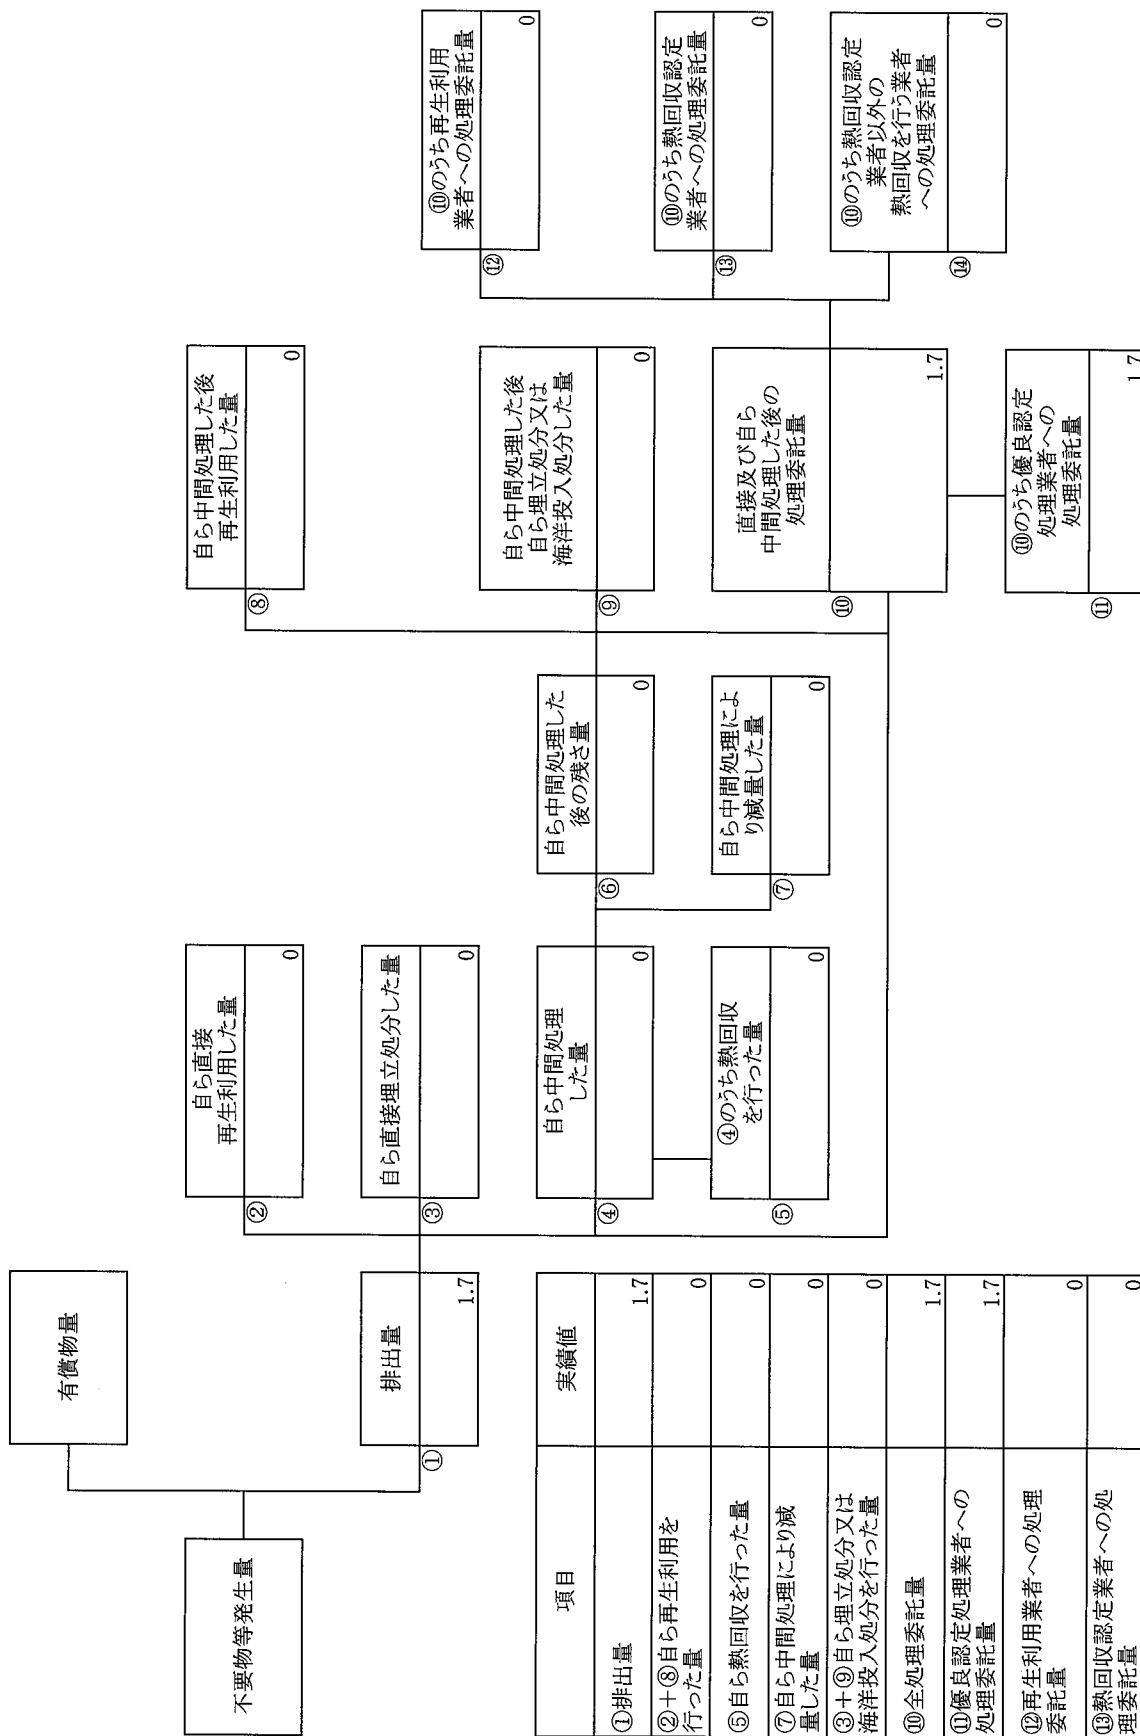 不要物等発生量
有償物量
①
排出量
1.7
②
自ら直接
再生利用した量
0
③
自ら直接埋立処分した量
0
④
自ら中間処理
した量
0
⑤
④のうち熱回収
を行った量
0
⑥
自ら中間処理した
後の残さ量
0
⑦
自ら中間処理によ
り減量した量
0
⑧
自ら中間処理した後
再生利用した量
0
⑨
自ら中間処理した後
自ら埋立処分又は
海洋投入処分した量
0
⑩
直接及び自ら
中間処理した後の
処理委託量
1.7
⑪
⑩のうち優良認定
処理業者への
処理委託量
1.7
⑫
⑩のうち再生利用
業者への処理委託量
0
⑬
⑩のうち熱回収認定
業者への処理委託量
0
⑭
⑩のうち熱回収認定
業者以外の
熱回収を行う業者
への処理委託量
0
項目 実績値
①排出量 1.7
②+⑧自ら再生利用を
行った量 0
⑤自ら熱回収を行った量 0
⑦自ら中間処理により減
量した量 0
③+⑨自ら埋立処分又は
海洋投入処分を行った量 0
⑩全処理委託量 1.7
⑪優良認定処理業者への
処理委託量 1.7
⑫再生利用業者への処理
委託量 0
⑬熱回収認定業者への処
理委託量 0